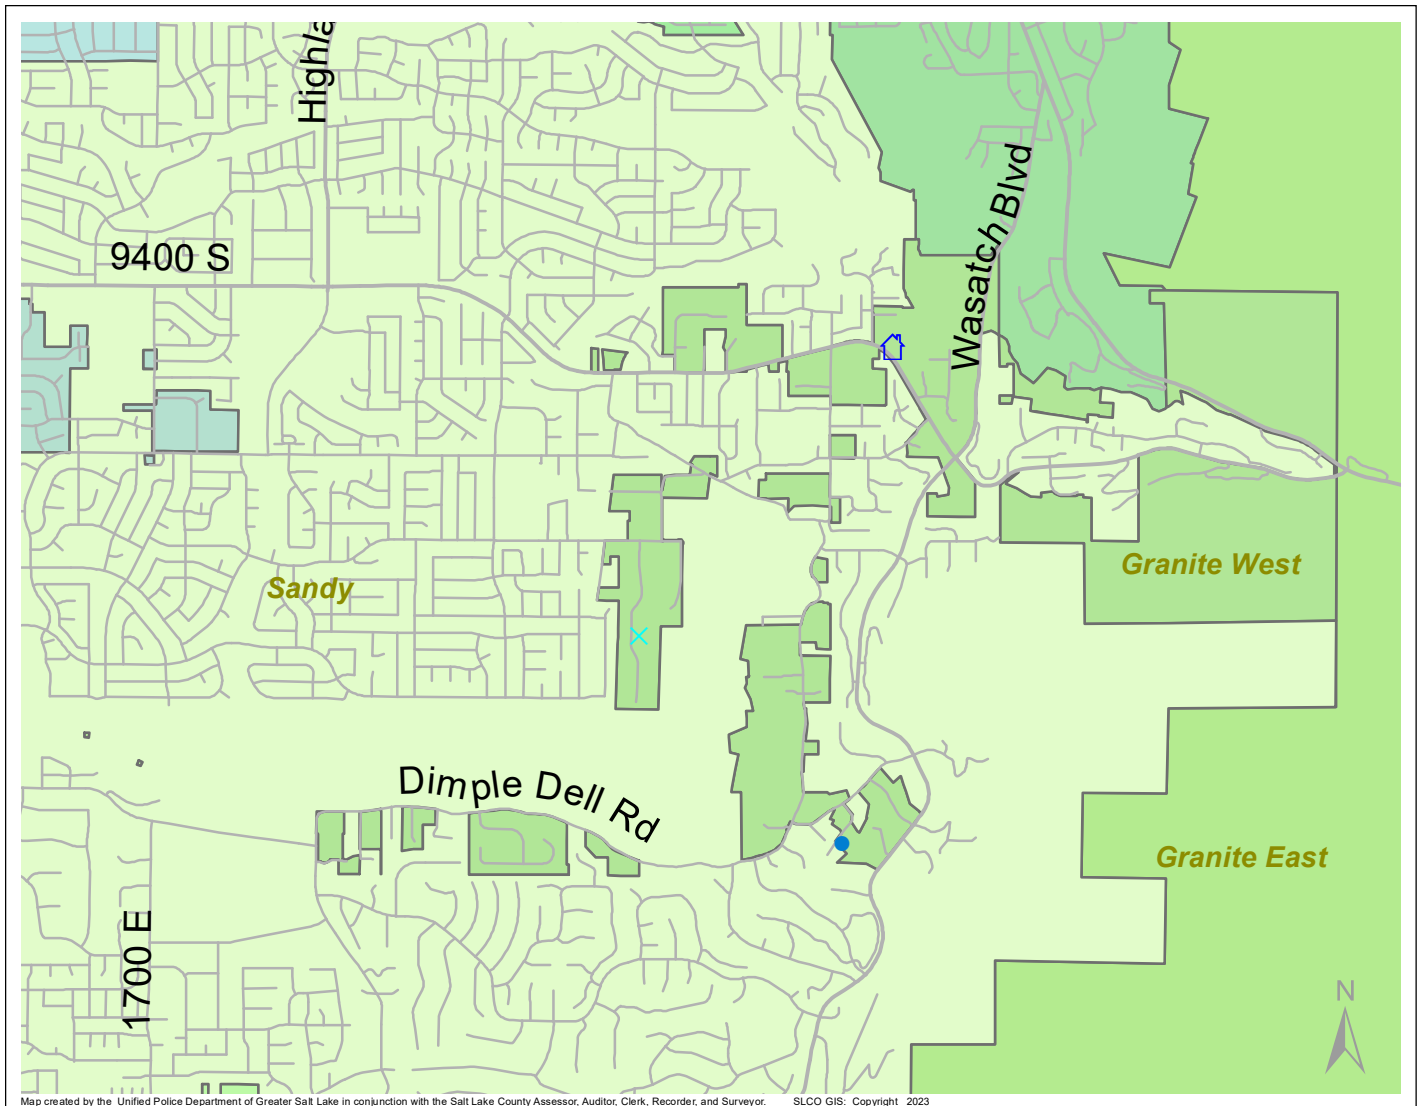 Highla
Wasatch Blvd
9400 S
Granite West
Sandy
Dimple Dell Rd
Granite East
1700 E
N
Map created by the Unified Police Department of Greater Salt Lake in conjunction with the Salt Lake County Assessor, Auditor, Clerk, Recorder, and Surveyor. SLCO GIS: Copyright 2023